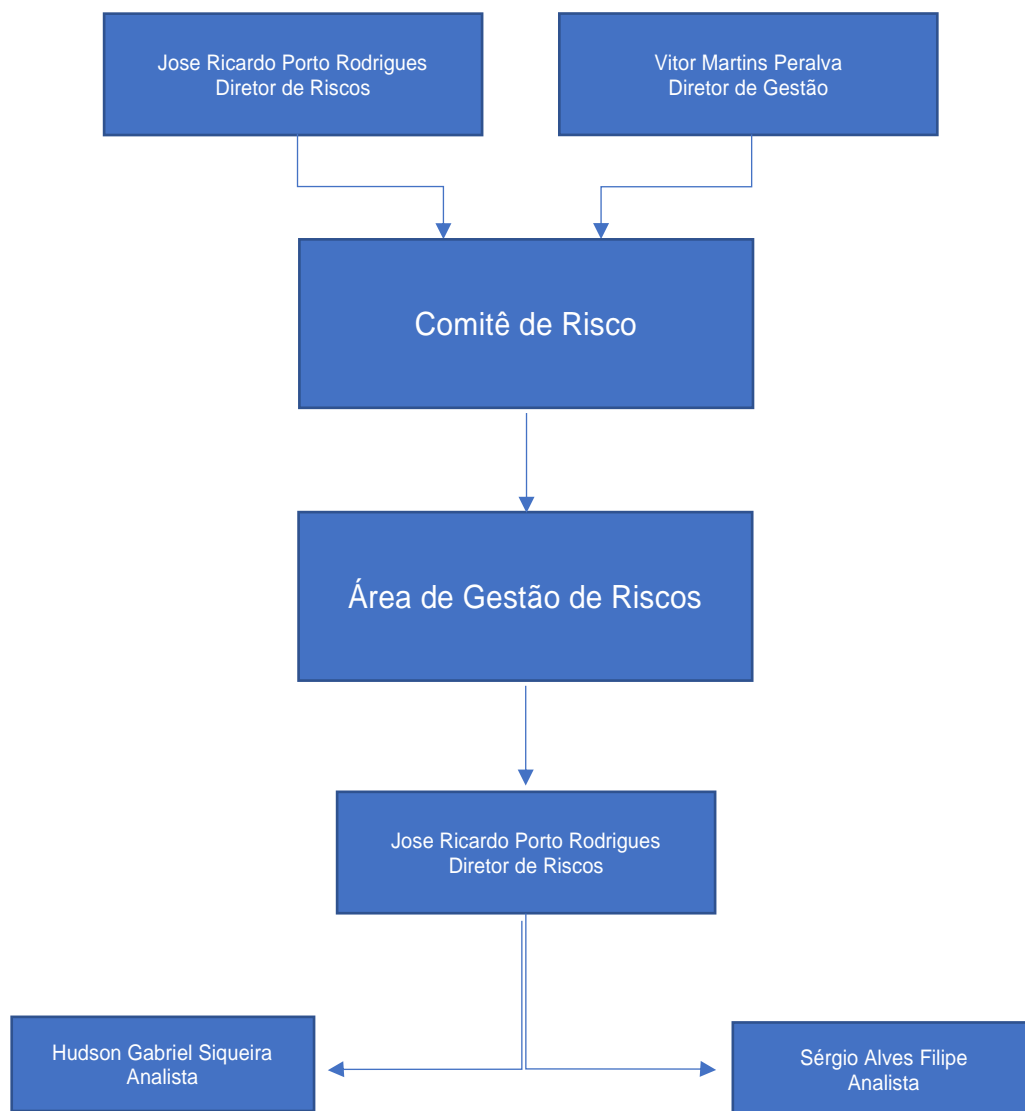 Jose Ricardo Porto Rodrigues
Diretor de Riscos
Vitor Martins Peralva
Diretor de Gestão
Comitê de Risco
Área de Gestão de Riscos
Jose Ricardo Porto Rodrigues
Diretor de Riscos
Hudson Gabriel Siqueira
Analista
Sérgio Alves Filipe
Analista